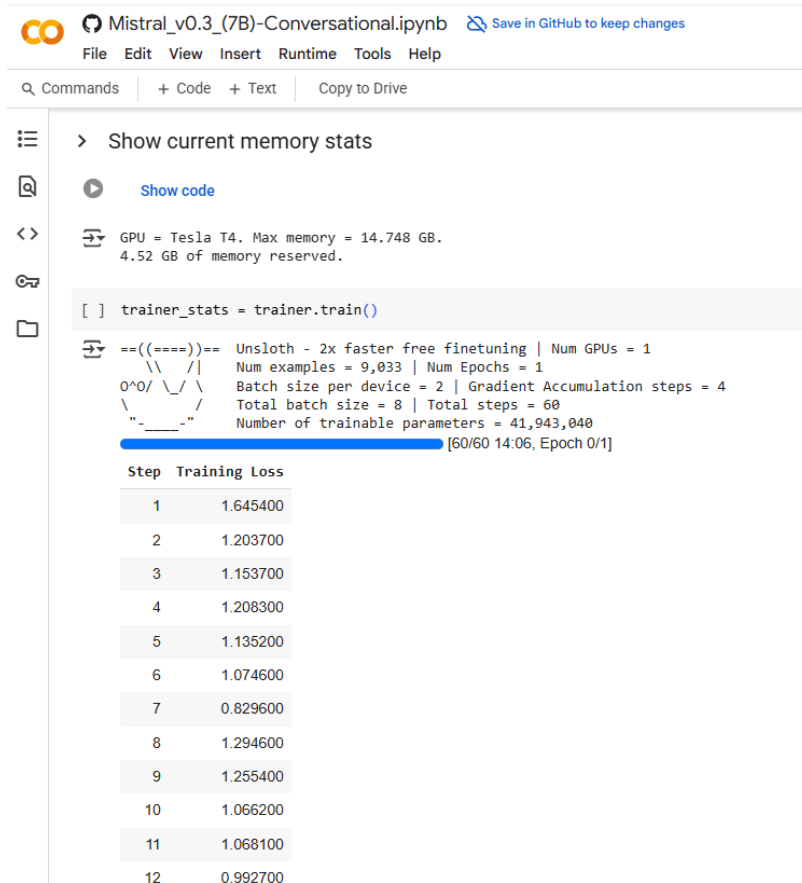 Mistral_v0.3_(7B)-Conversational.ipynb Save in GitHub to keep changes
File Edit View Insert Runtime Tools Help
Commands + Code + Text Copy to Drive
Show current memory stats
Show code
GPU = Tesla T4. Max memory = 14.748 GB.
4.52 GB of memory reserved.
[ ] trainer_stats = trainer.train()
==((====))== Unsloth - 2x faster free finetuning | Num GPUs = 1
\\ /| Num examples = 9,033 | Num Epochs = 1
O^O/ \_/ \ Batch size per device = 2 | Gradient Accumulation steps = 4
\ / Total batch size = 8 | Total steps = 60
"-____-" Number of trainable parameters = 41,943,040
[60/60 14:06, Epoch 0/1]
Step Training Loss
1 1.645400
2 1.203700
3 1.153700
4 1.208300
5 1.135200
6 1.074600
7 0.829600
8 1.294600
9 1.255400
10 1.066200
11 1.068100
12 0.992700